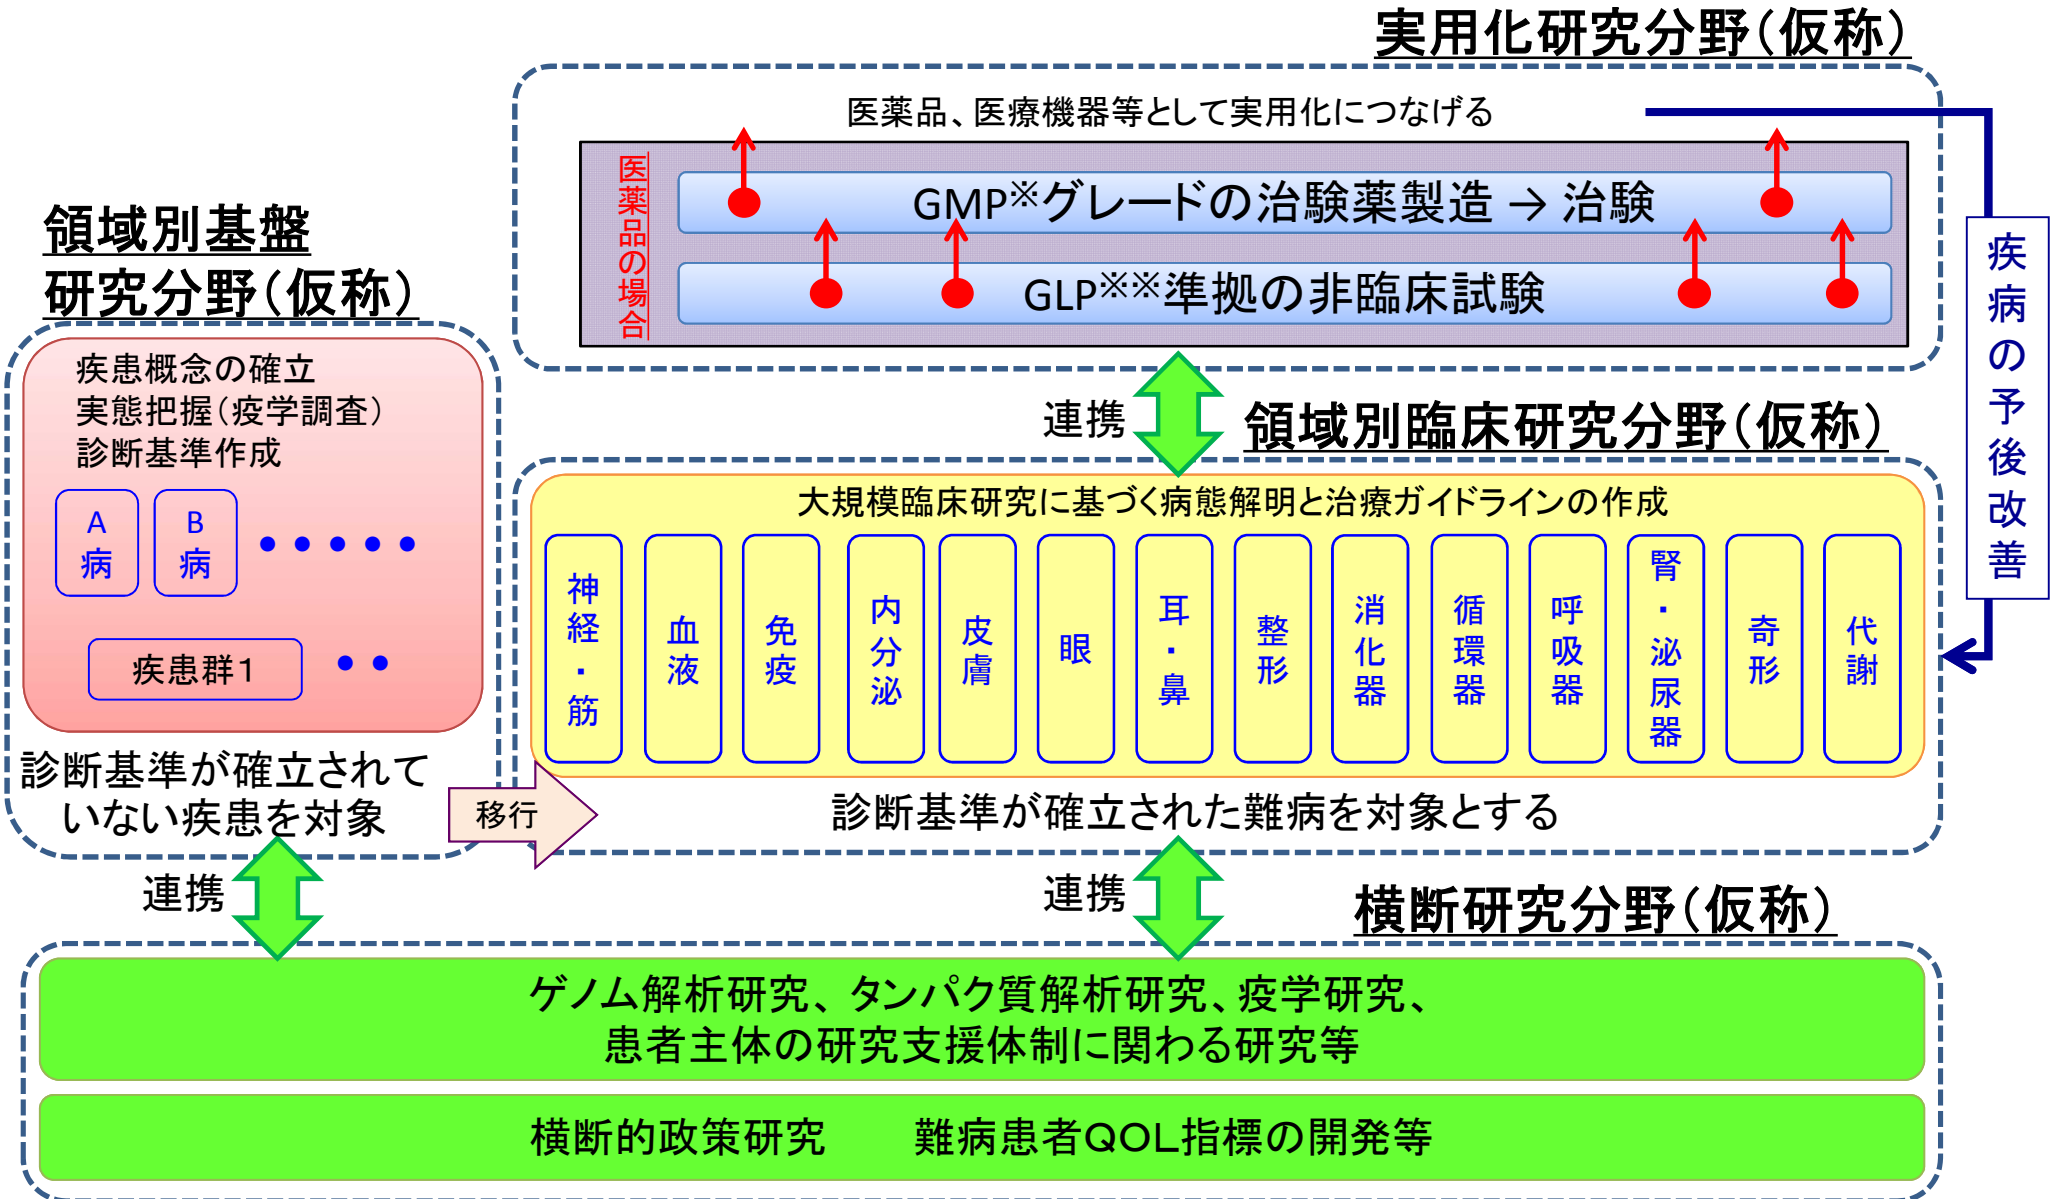 実用化研究分野(仮称)
医薬品、医療機器等として実用化につなげる
医薬品の場合
GMP※グレードの治験薬製造 → 治験
GLP※※準拠の非臨床試験
疾病の予後改善
領域別基盤
研究分野(仮称)
疾患概念の確立
実態把握(疫学調査)
診断基準作成
A病
B病
・・・・・
疾患群1
・・
診断基準が確立されて
いない疾患を対象
移行
連携
領域別臨床研究分野(仮称)
大規模臨床研究に基づく病態解明と治療ガイドラインの作成
神経・筋
血液
免疫
内分泌
皮膚
眼
耳・鼻
整形
消化器
循環器
呼吸器
腎・泌尿器
奇形
代謝
診断基準が確立された難病を対象とする
連携
連携
横断研究分野(仮称)
ゲノム解析研究、タンパク質解析研究、疫学研究、
患者主体の研究支援体制に関わる研究等
横断的政策研究　　難病患者QOL指標の開発等